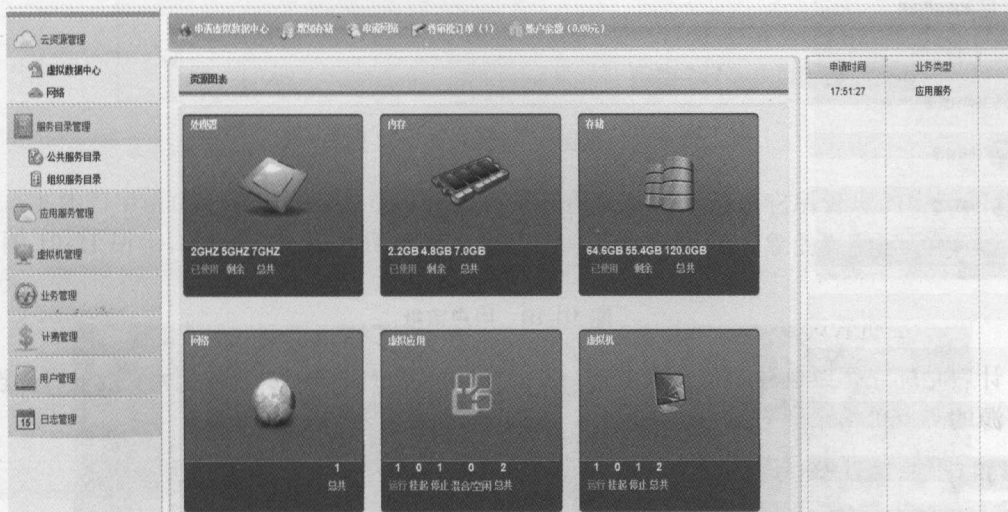 云资源管理
虚拟数据中心
网络
服务目录管理
公共服务目录
组织服务目录
应用服务管理
虚拟机管理
业务管理
计费管理
用户管理
15 日志管理
申请虚拟数据中心 增加存储 申请网络 待审批订单（1） 账户余额（0.00元）
资源图表
处理器
2GHZ 5GHZ 7GHZ
已使用 剩余 总共
内存
2.2GB 4.8GB 7.0GB
已使用 剩余 总共
存储
64.6GB 55.4GB 120.0GB
已使用 剩余 总共
网络
1
总共
虚拟应用
1 0 1 0 2
运行 挂起 停止 混合/空闲 总共
虚拟机
1 0 1 2
运行 挂起 停止 总共
申请时间 业务类型
17:51:27 应用服务